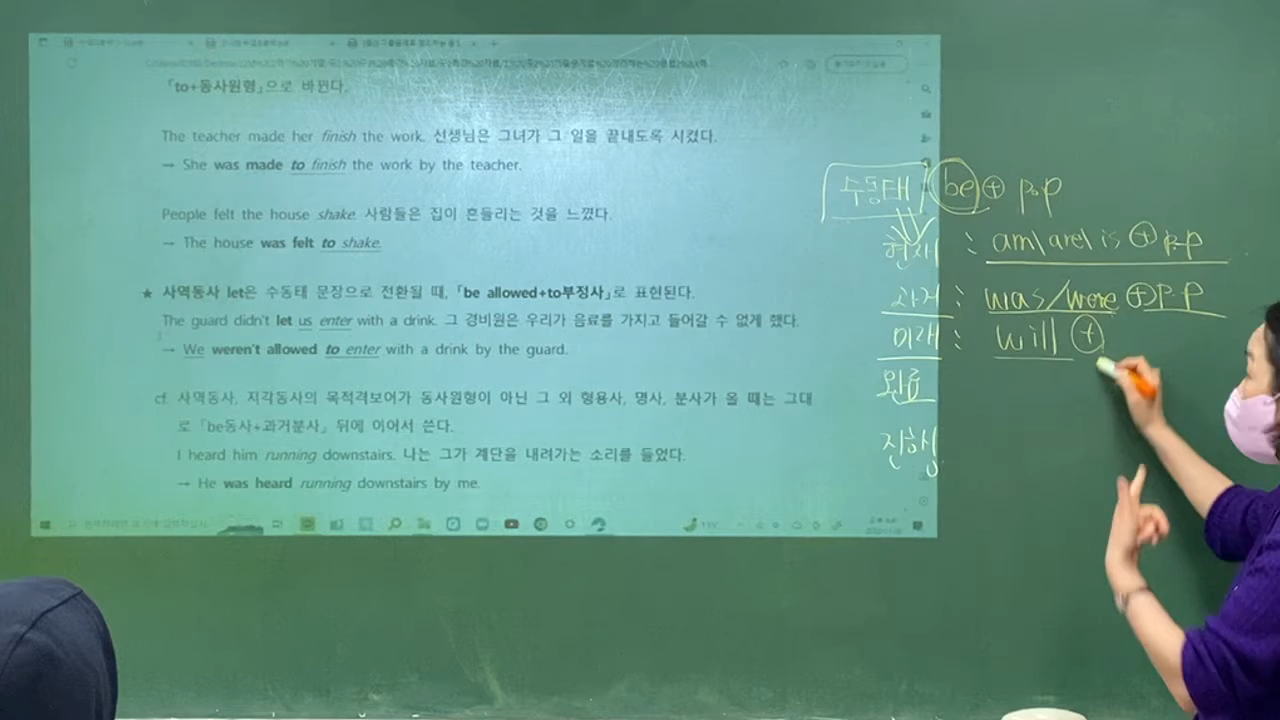 「to+동사원형」으로 바뀐다.
The teacher made her finish the work. 선생님은 그녀가 그 일을 끝내도록 시켰다.
→ She was made to finish the work by the teacher.
People felt the house shake. 사람들은 집이 흔들리는 것을 느꼈다.
→ The house was felt to shake.
★ 사역동사 let은 수동태 문장으로 전환될 때, 「be allowed+to부정사」로 표현된다.
The guard didn't let us enter with a drink. 그 경비원은 우리가 음료를 가지고 들어갈 수 없게 했다.
→ We weren't allowed to enter with a drink by the guard.
cf. 사역동사, 지각동사의 목적격보어가 동사원형이 아닌 그 외 형용사, 명사, 분사가 올 때는 그대
로 「be동사+과거분사」 뒤에 이어서 쓴다.
I heard him running downstairs. 나는 그가 계단을 내려가는 소리를 들었다.
→ He was heard running downstairs by me.
수동태 be + p.p
현재 : am/are/is + p.p
과거 : was/were + p.p
미래 : will +
완료
진행